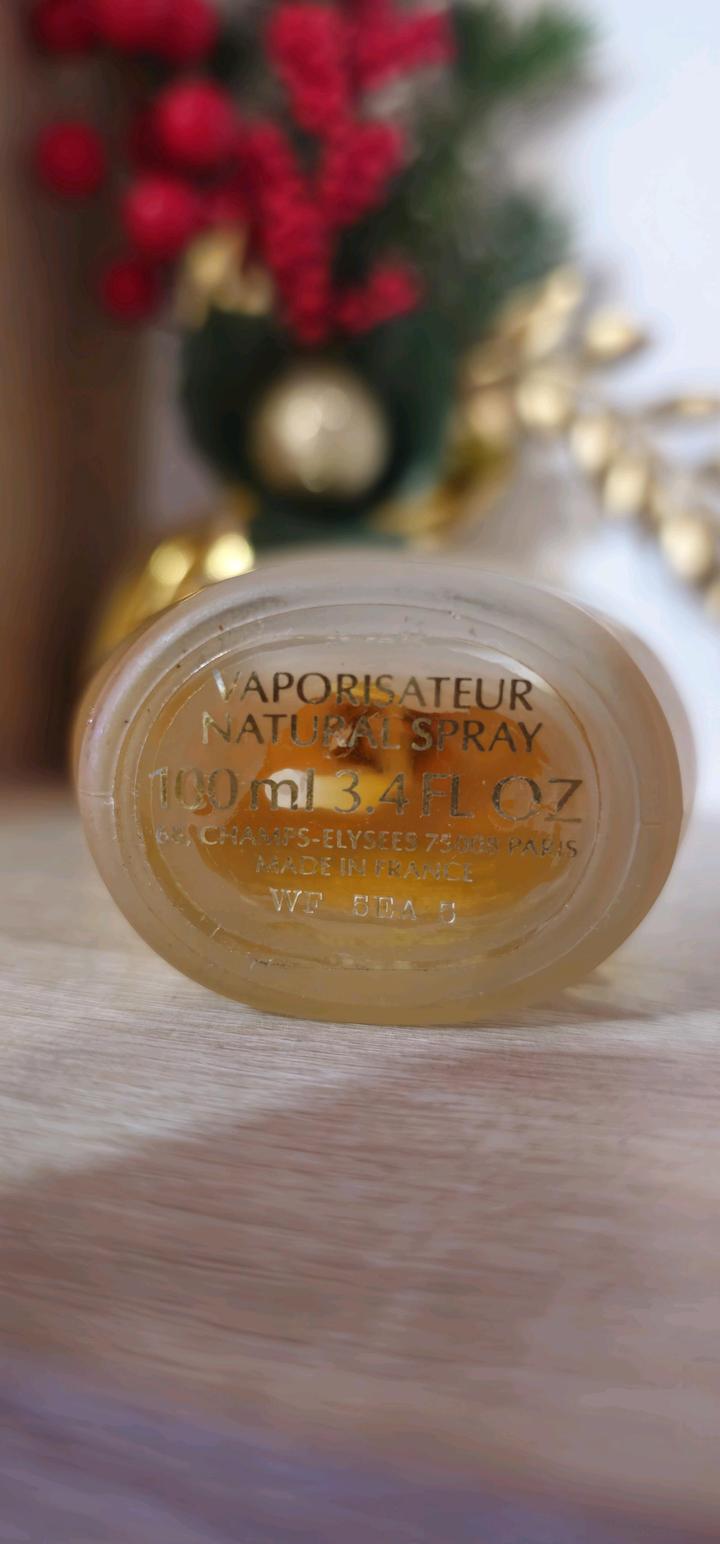 VAPORISATEUR
NATURAL SPRAY
100 ml 3.4 FL OZ
68, CHAMPS-ELYSEES 75008 PARIS
MADE IN FRANCE
WF 5EA 5